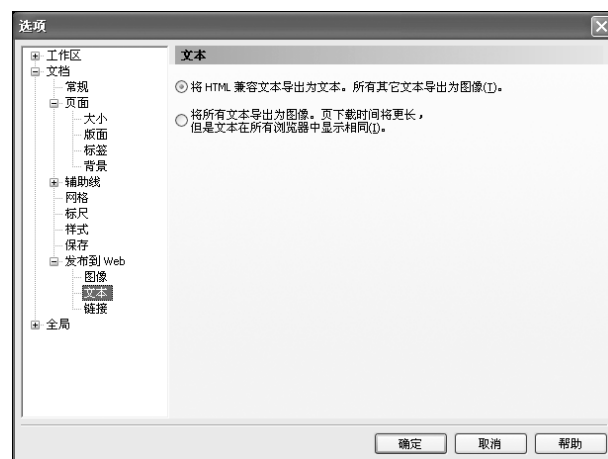 选项
工作区
文档
常规
页面
大小
版面
标签
背景
辅助线
网格
标尺
样式
保存
发布到 Web
图像
文本
链接
全局
文本
将 HTML 兼容文本导出为文本。所有其它文本导出为图像(T)。
将所有文本导出为图像。页下载时间将更长，
但是文本在所有浏览器中显示相同(I)。
确定
取消
帮助